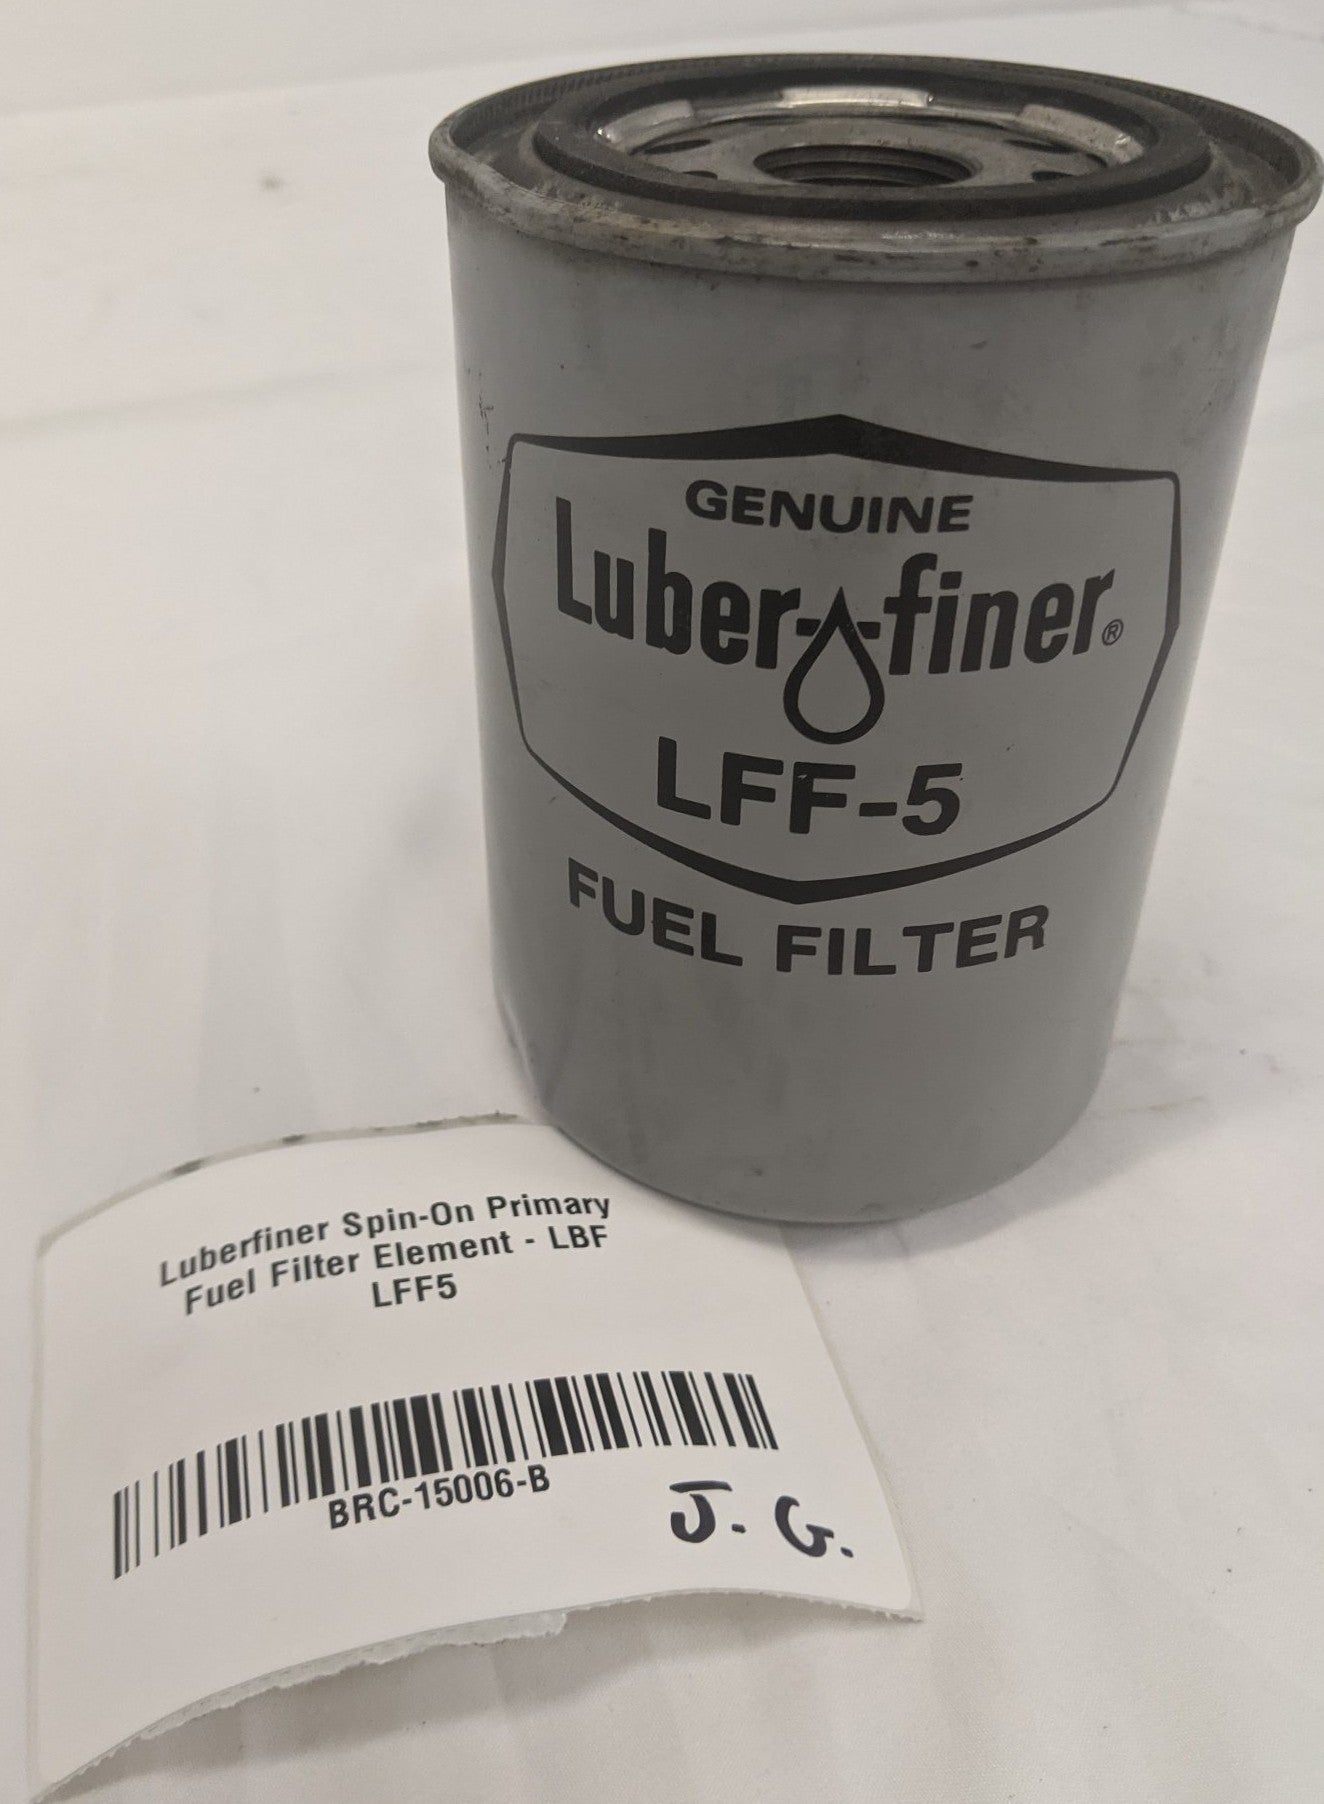 GENUINE
Luber-finer®
LFF-5
FUEL FILTER
Luberfiner Spin-On Primary
Fuel Filter Element - LBF
LFF5
BRC-15006-B
J. G.